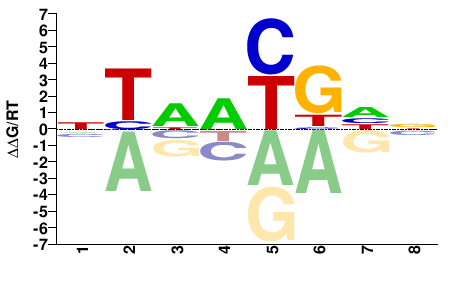 7
6
5
4
3
2
1
0
-1
-2
-3
-4
-5
-6
-7
ΔΔG/RT
T C
T C A
A T C G
A T C
C T A G
G T C A
A C T G
G T C
1 2 3 4 5 6 7 8